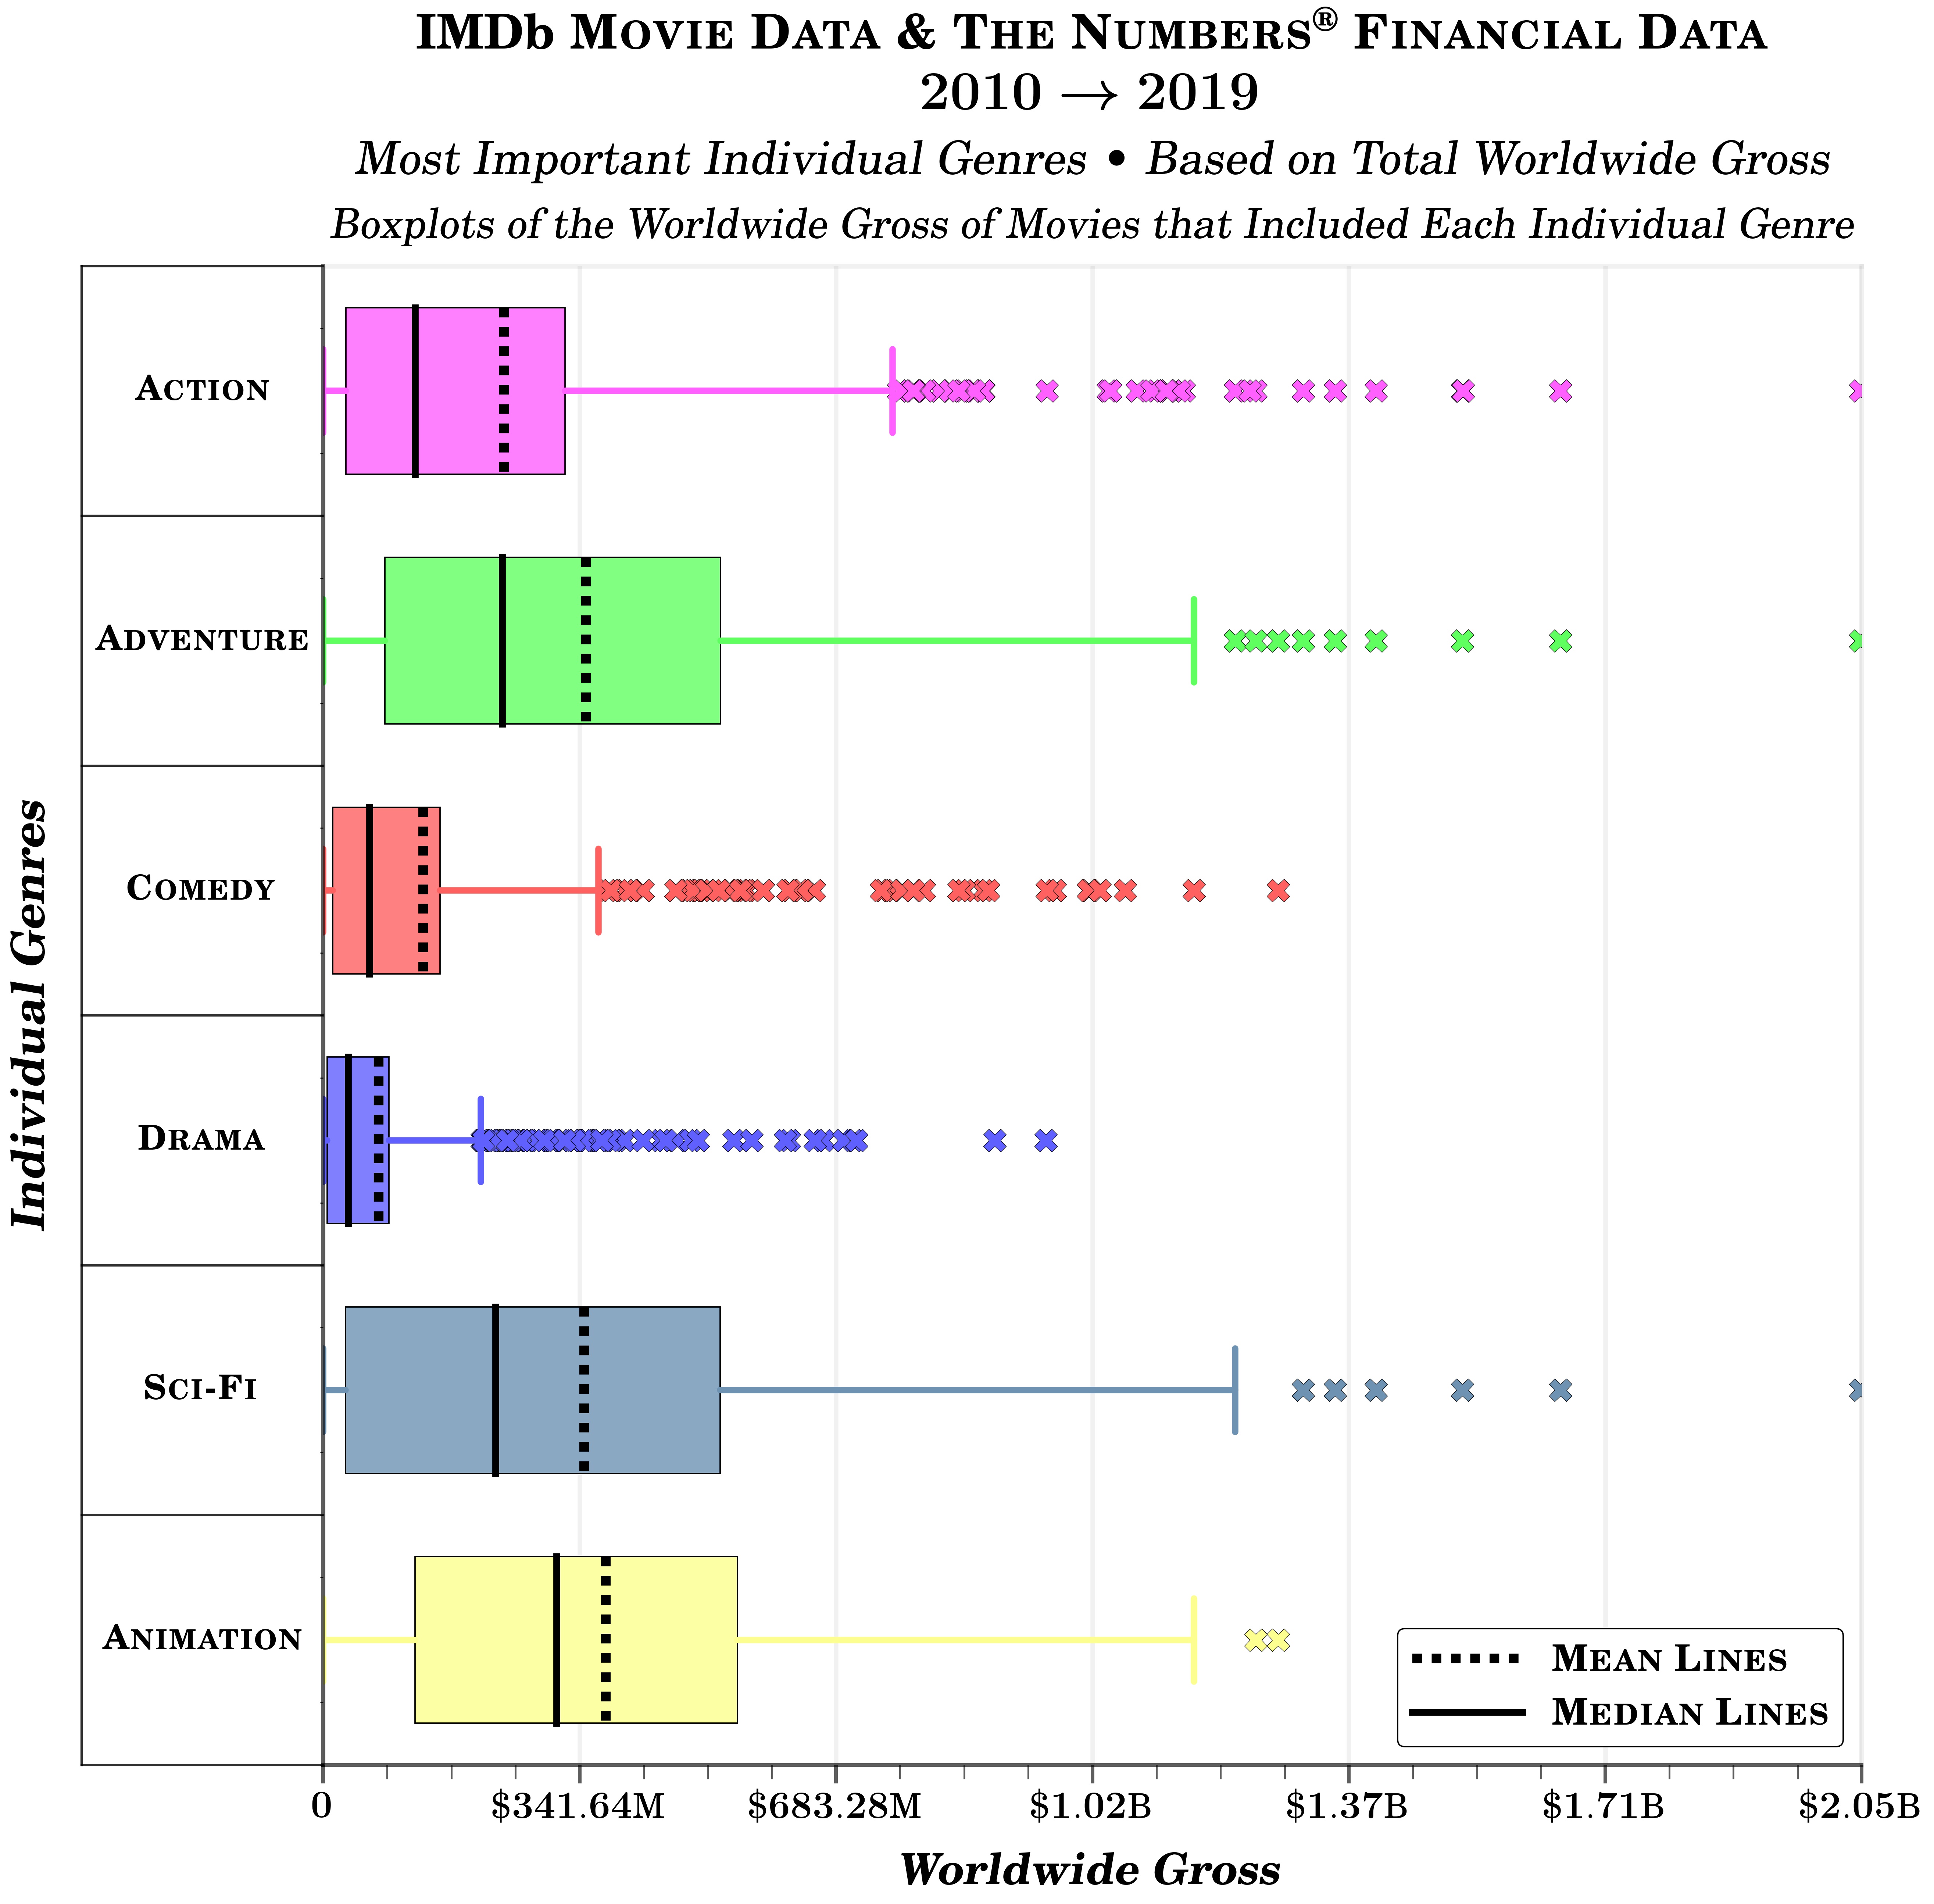 IMDb MOVIE DATA & THE NUMBERS® FINANCIAL DATA
2010 → 2019
Most Important Individual Genres • Based on Total Worldwide Gross
Boxplots of the Worldwide Gross of Movies that Included Each Individual Genre
Individual Genres
ACTION
ADVENTURE
COMEDY
DRAMA
SCI-FI
ANIMATION
MEAN LINES
MEDIAN LINES
0 $341.64M $683.28M $1.02B $1.37B $1.71B $2.05B
Worldwide Gross